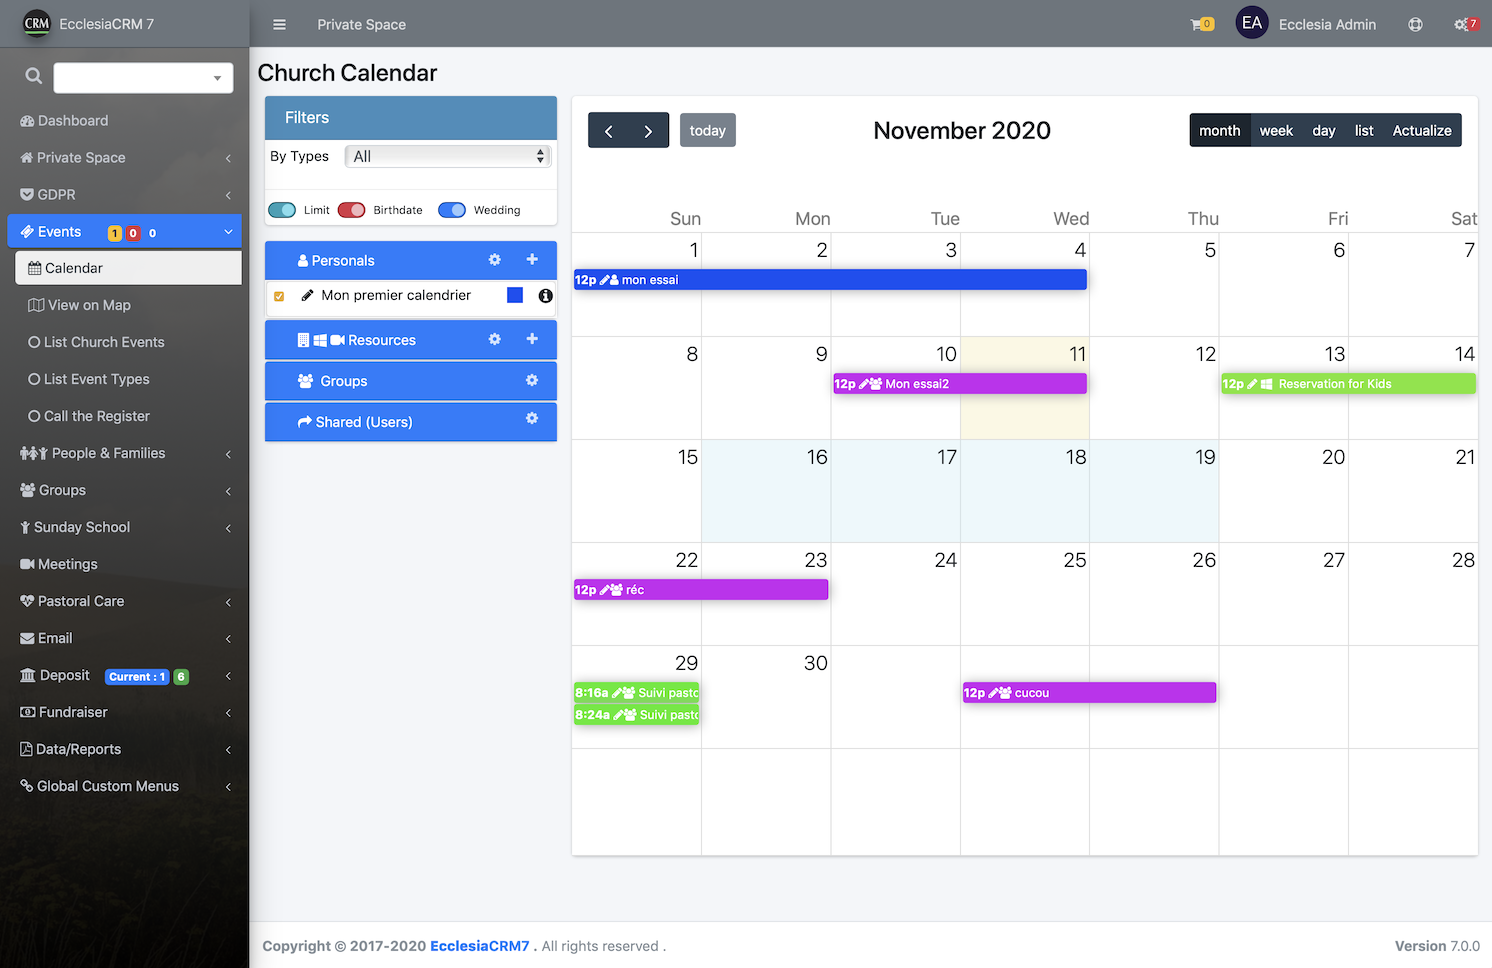 CRM EcclesiaCRM 7
Private Space
0
EA Ecclesia Admin
7
Dashboard
Private Space
GDPR
Events 1 0 0
Calendar
View on Map
List Church Events
List Event Types
Call the Register
People & Families
Groups
Sunday School
Meetings
Pastoral Care
Email
Deposit Current : 1 6
Fundraiser
Data/Reports
Global Custom Menus
Church Calendar
Filters
By Types All
Limit Birthdate Wedding
Personals
Mon premier calendrier
Resources
Groups
Shared (Users)
today
November 2020
month week day list Actualize
Sun Mon Tue Wed Thu Fri Sat
1 2 3 4 5 6 7
12p mon essai
8 9 10 11 12 13 14
12p Mon essai2
12p Reservation for Kids
15 16 17 18 19 20 21
22 23 24 25 26 27 28
12p réc
29 30
8:16a Suivi pasto
12p cucou
8:24a Suivi pasto
Copyright © 2017-2020 EcclesiaCRM7 . All rights reserved .
Version 7.0.0